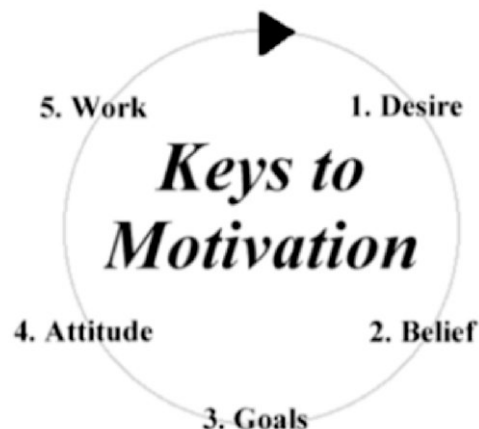 Keys to
Motivation
1. Desire
2. Belief
3. Goals
4. Attitude
5. Work